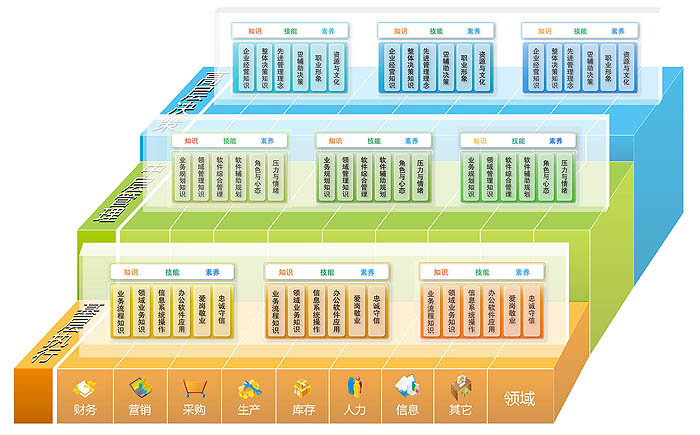 知识 技能 素养
企业经营知识
整体决策知识
先进管理理念
辅助决策
职业形象
资源与文化
知识 技能 素养
企业经营知识
整体决策知识
先进管理理念
辅助决策
职业形象
资源与文化
知识 技能 素养
企业经营知识
整体决策知识
先进管理理念
辅助决策
职业形象
资源与文化
知识 技能 素养
业务规划知识
领域管理知识
软件综合管理
软件辅助规划
角色与心态
压力与情绪
知识 技能 素养
业务规划知识
领域管理知识
软件综合管理
软件辅助规划
角色与心态
压力与情绪
知识 技能 素养
业务规划知识
领域管理知识
软件综合管理
软件辅助规划
角色与心态
压力与情绪
知识 技能 素养
业务流程知识
领域业务知识
信息系统操作
办公软件应用
爱岗敬业
忠诚守信
知识 技能 素养
业务流程知识
领域业务知识
信息系统操作
办公软件应用
爱岗敬业
忠诚守信
知识 技能 素养
业务流程知识
领域业务知识
信息系统操作
办公软件应用
爱岗敬业
忠诚守信
财务 营销 采购 生产 库存 人力 信息 其它 领域